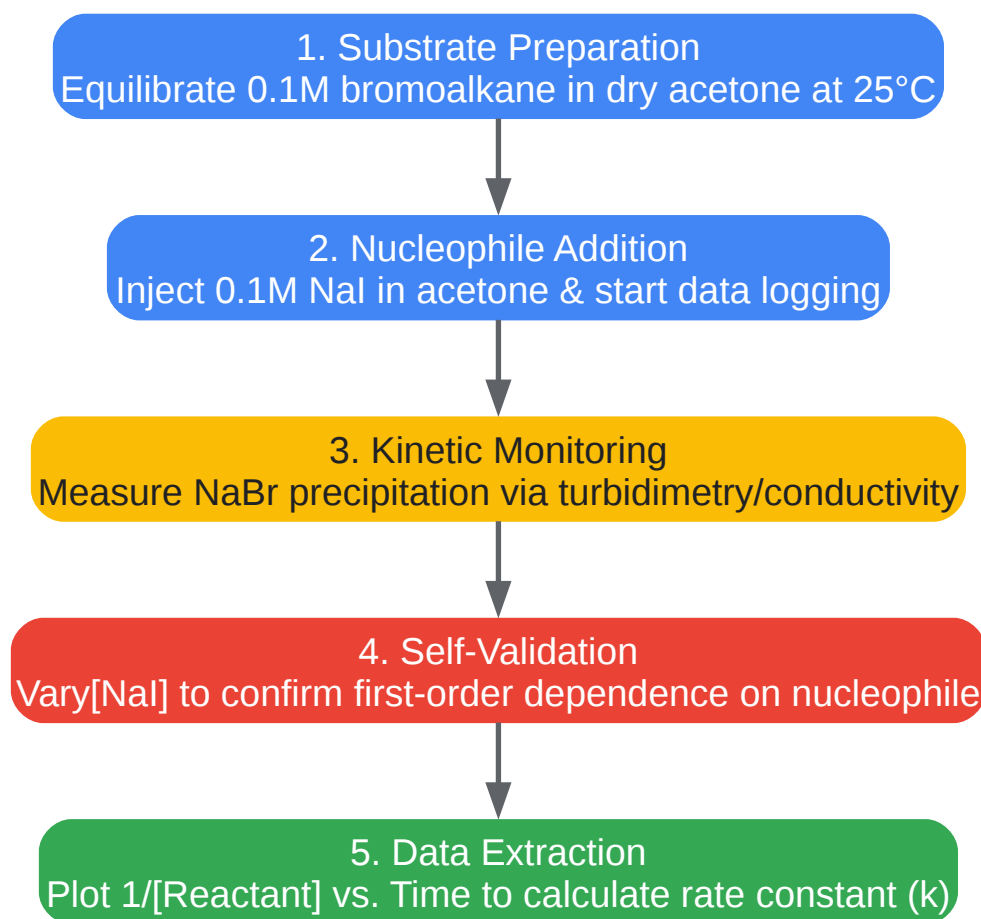 1. Substrate Preparation
Equilibrate 0.1M bromoalkane in dry acetone at 25°C
2. Nucleophile Addition
Inject 0.1M NaI in acetone & start data logging
3. Kinetic Monitoring
Measure NaBr precipitation via turbidimetry/conductivity
4. Self-Validation
Vary[NaI] to confirm first-order dependence on nucleophile
5. Data Extraction
Plot 1/[Reactant] vs. Time to calculate rate constant (k)